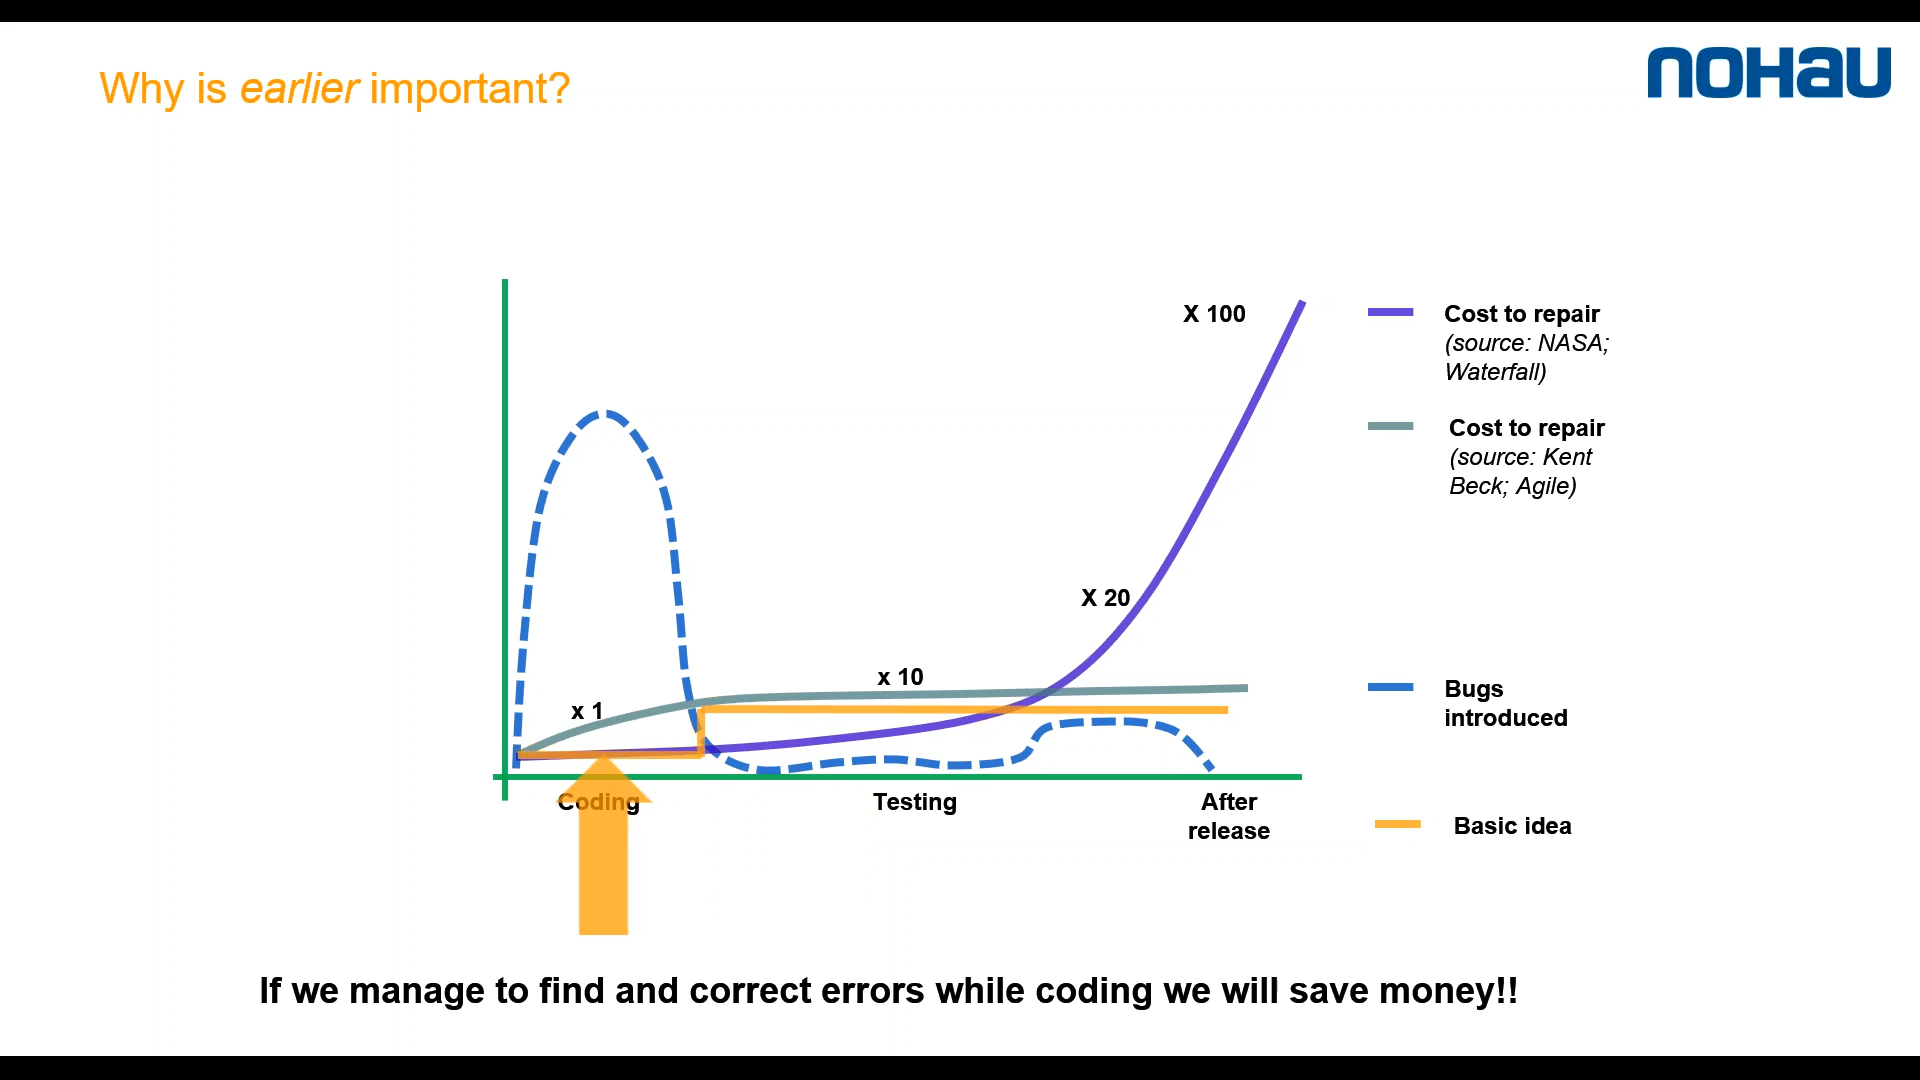 Why is earlier important?
noHau
X 100
Cost to repair
(source: NASA;
Waterfall)
Cost to repair
(source: Kent
Beck; Agile)
X 20
x 10
x 1
Bugs
introduced
Coding
Testing
After
release
Basic idea
If we manage to find and correct errors while coding we will save money!!